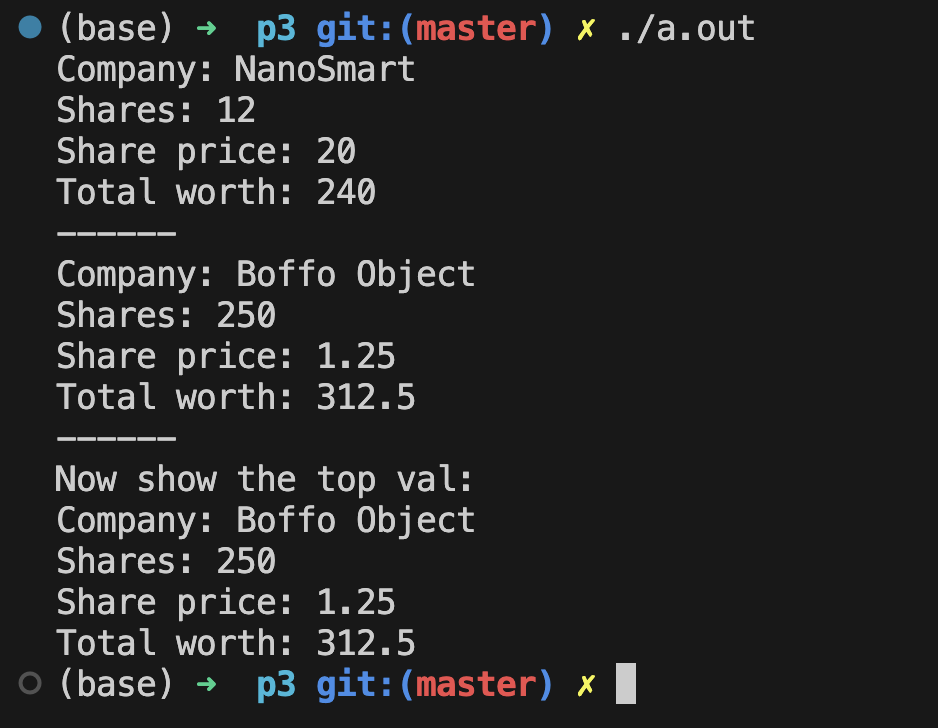 (base) ➜  p3 git:(master) ✗ ./a.out
Company: NanoSmart
Shares: 12
Share price: 20
Total worth: 240
------
Company: Boffo Object
Shares: 250
Share price: 1.25
Total worth: 312.5
------
Now show the top val:
Company: Boffo Object
Shares: 250
Share price: 1.25
Total worth: 312.5
(base) ➜  p3 git:(master) ✗